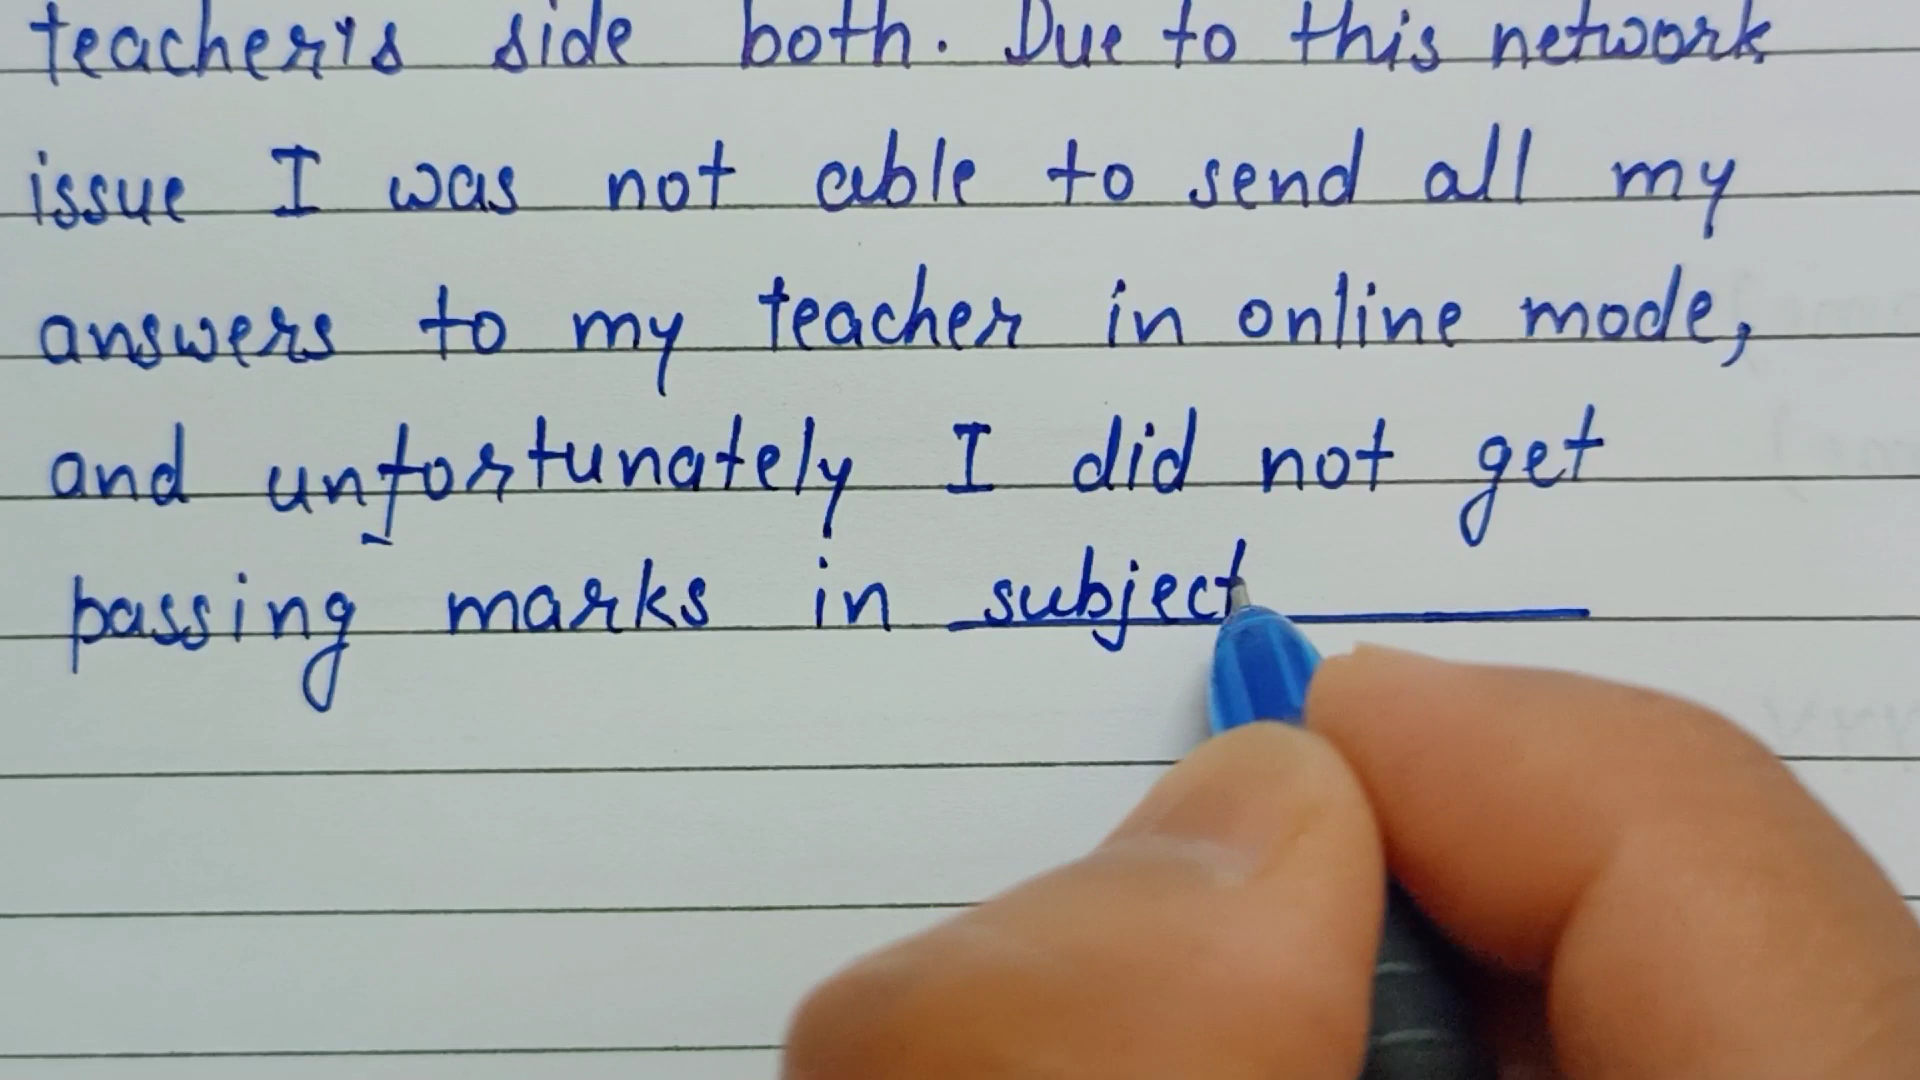 teacher's side both. Due to this network
issue I was not able to send all my
answers to my teacher in online mode,
and unfortunately I did not get
passing marks in subject